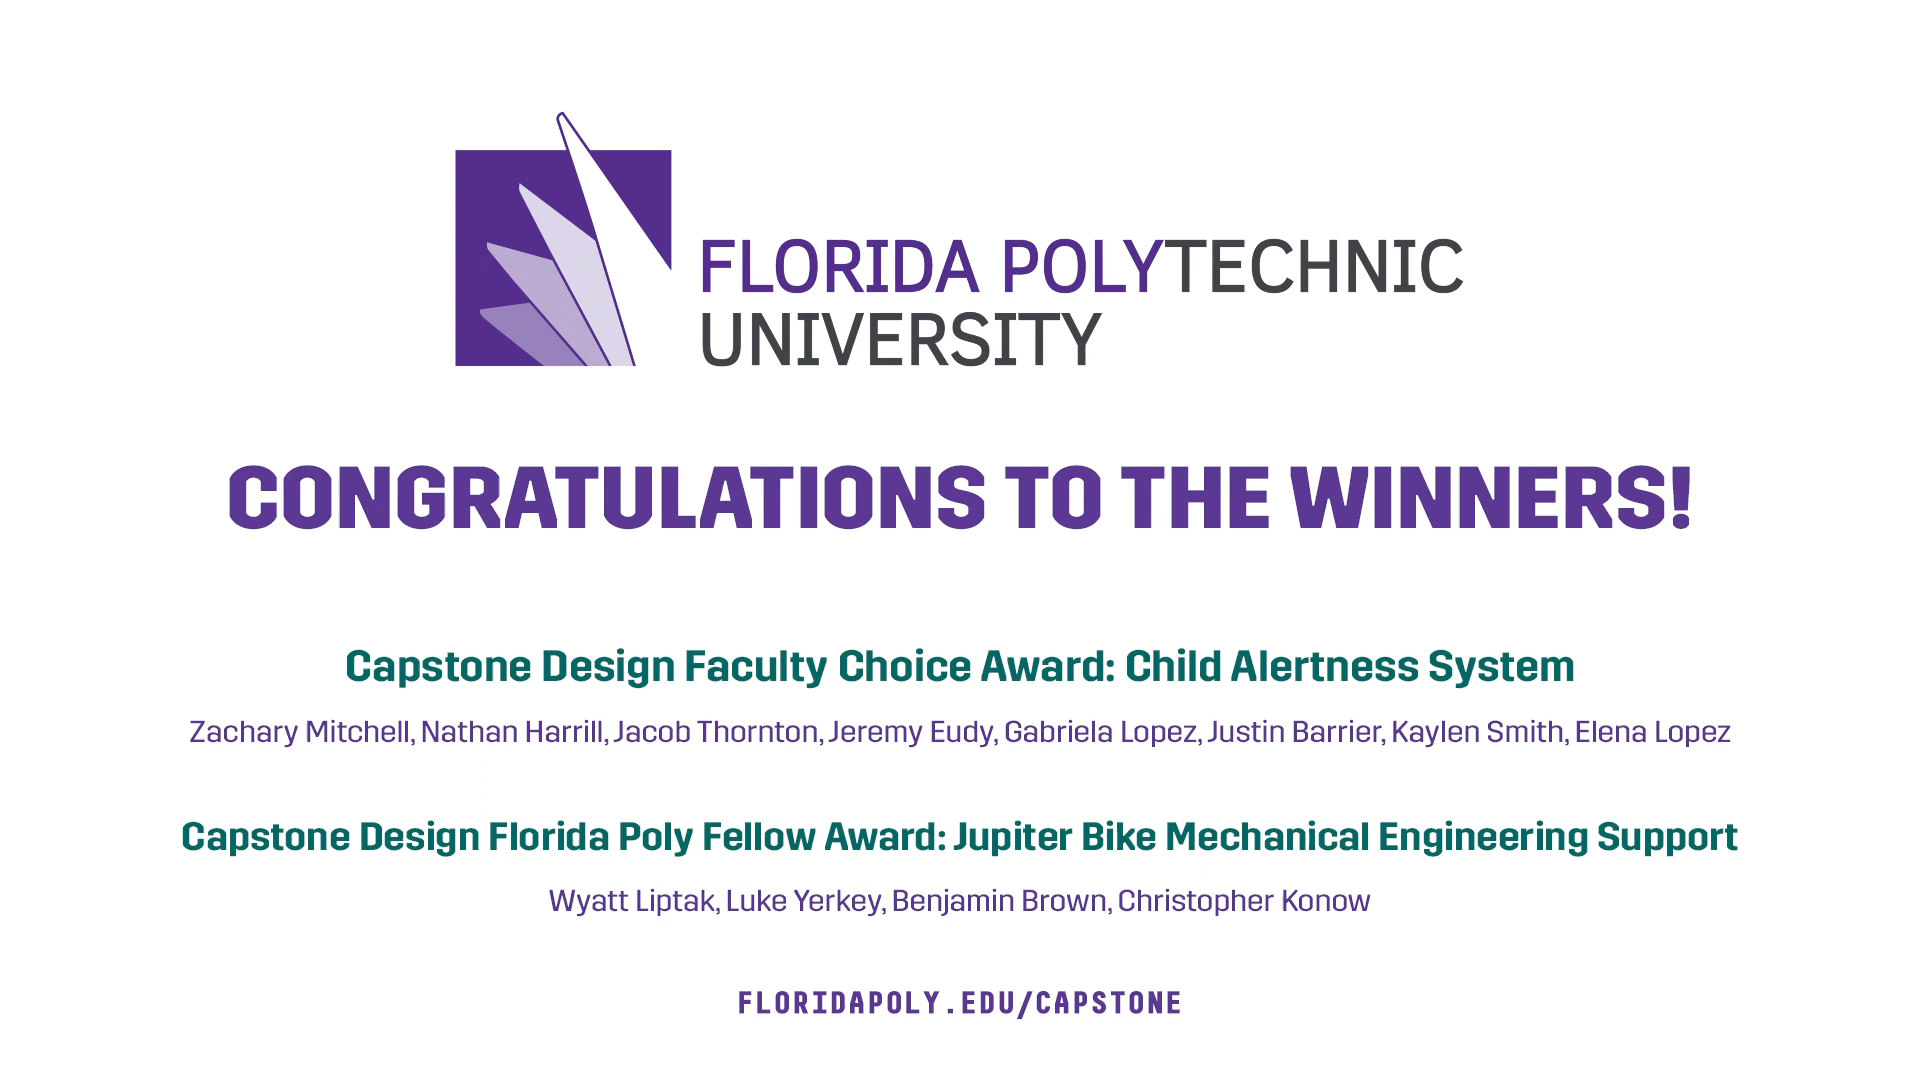 FLORIDA POLYTECHNIC
UNIVERSITY
CONGRATULATIONS TO THE WINNERS!
Capstone Design Faculty Choice Award: Child Alertness System
Zachary Mitchell, Nathan Harrill, Jacob Thornton, Jeremy Eudy, Gabriela Lopez, Justin Barrier, Kaylen Smith, Elena Lopez
Capstone Design Florida Poly Fellow Award: Jupiter Bike Mechanical Engineering Support
Wyatt Liptak, Luke Yerkey, Benjamin Brown, Christopher Konow
FLORIDAPOLY.EDU/CAPSTONE